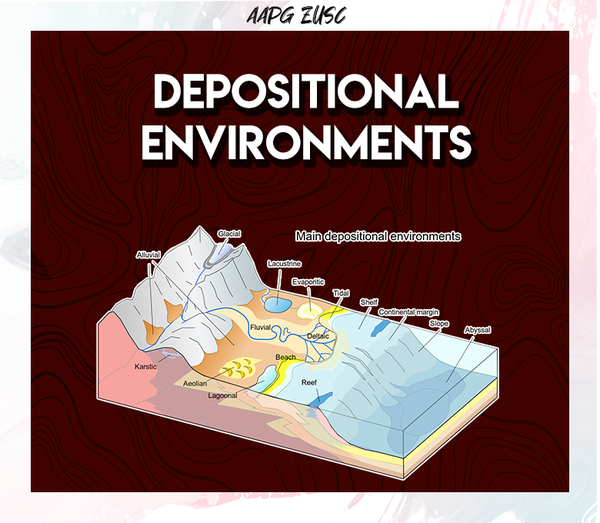 AAPG ZUSC
DEPOSITIONAL
ENVIRONMENTS
Main depositional environments
Glacial
Alluvial
Lacustrine
Evaporitic
Tidal
Shelf
Continental margin
Slope
Abyssal
Fluvial
Deltaic
Beach
Karstic
Aeolian
Reef
Lagoonal